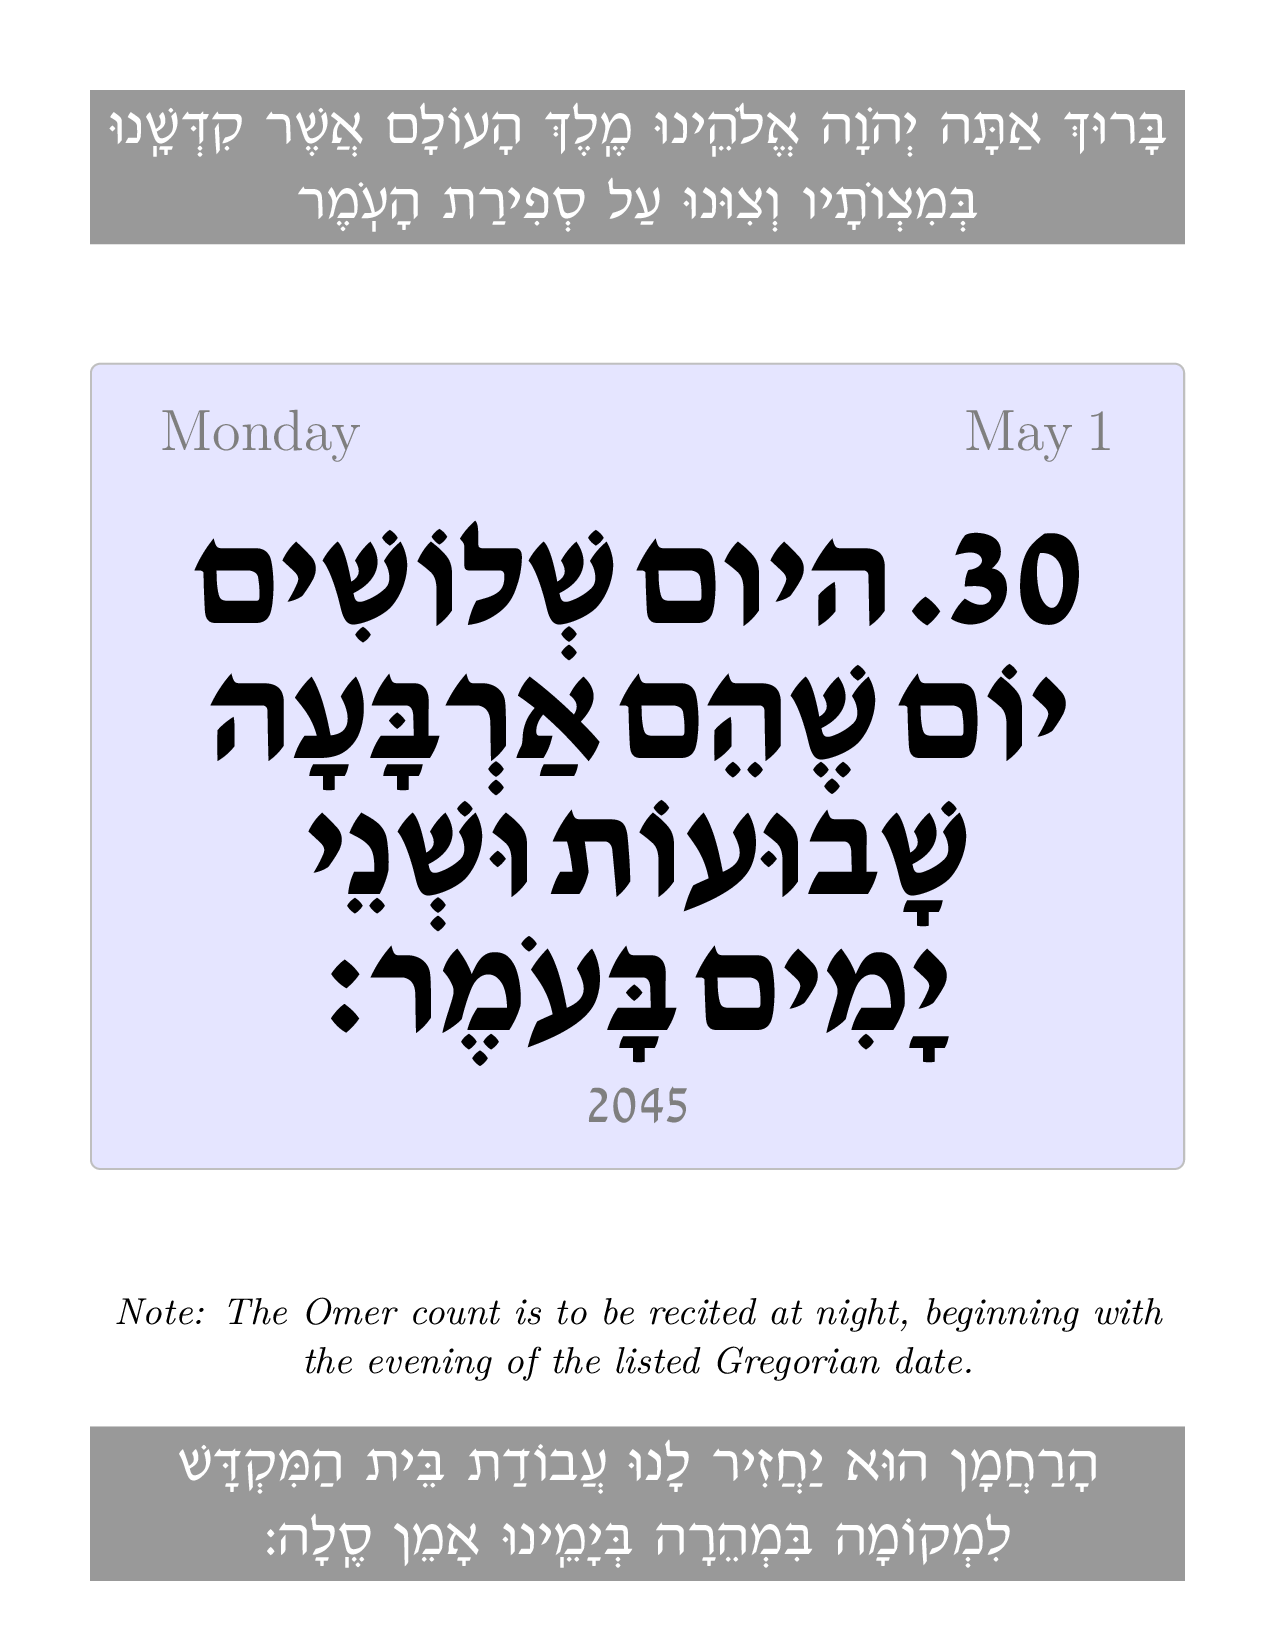 בָּרוּךְ אַתָּה יְהֹוָה אֱלֹהֵֽינוּ מֶֽלֶךְ הָעוֹלָם אֲשֶׁר קִדְּשָֽׁנוּ
בְּמִצְוֹתָיו וְצִוּנוּ עַל סְפִירַת הָעֹֽמֶר
Monday May 1
30. היום שְׁלוֹשִׁים
יוֹם שֶׁהֵם אַרְבָּעָה
שָׁבוּעוֹת וּשְׁנֵי
יָמִים בָּעֹמֶר:
2045
Note: The Omer count is to be recited at night, beginning with
the evening of the listed Gregorian date.
הָרַחֲמָן הוּא יַחֲזִיר לָנוּ עֲבוֹדַת בֵּית הַמִּקְדָּשׁ
לִמְקוֹמָהּ בִּמְהֵרָה בְּיָמֵֽינוּ אָמֵן סֶֽלָה: